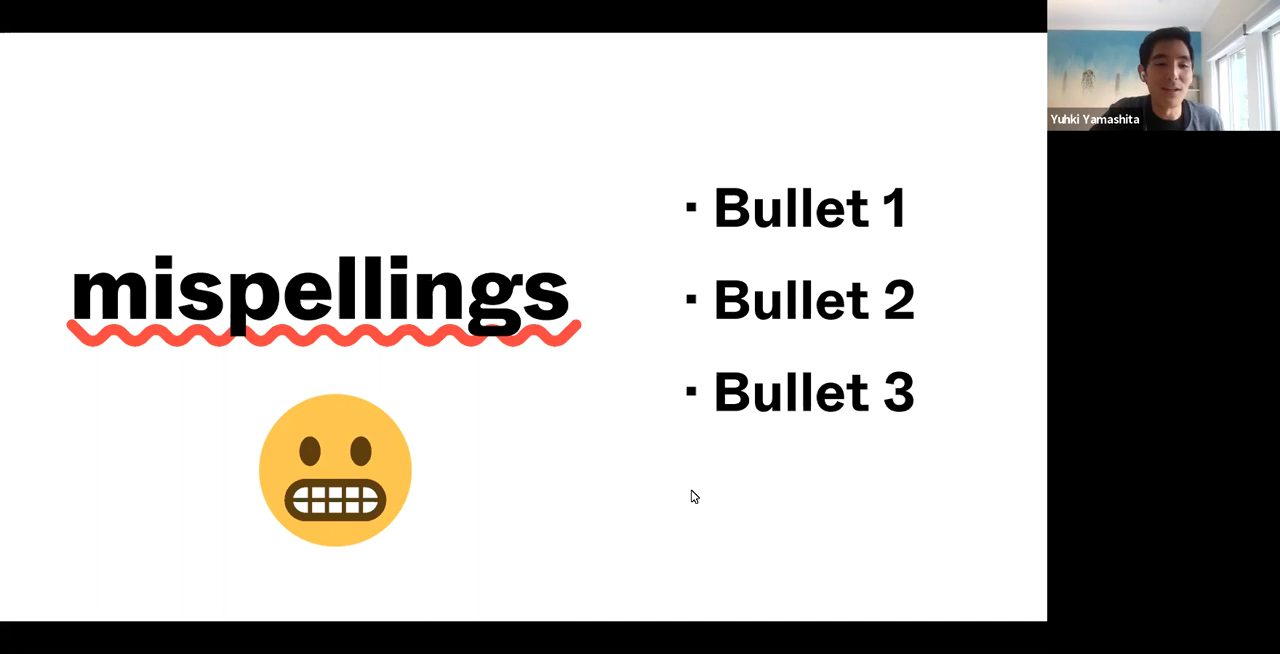 mispellings
· Bullet 1
· Bullet 2
· Bullet 3
Yuhki Yamashita